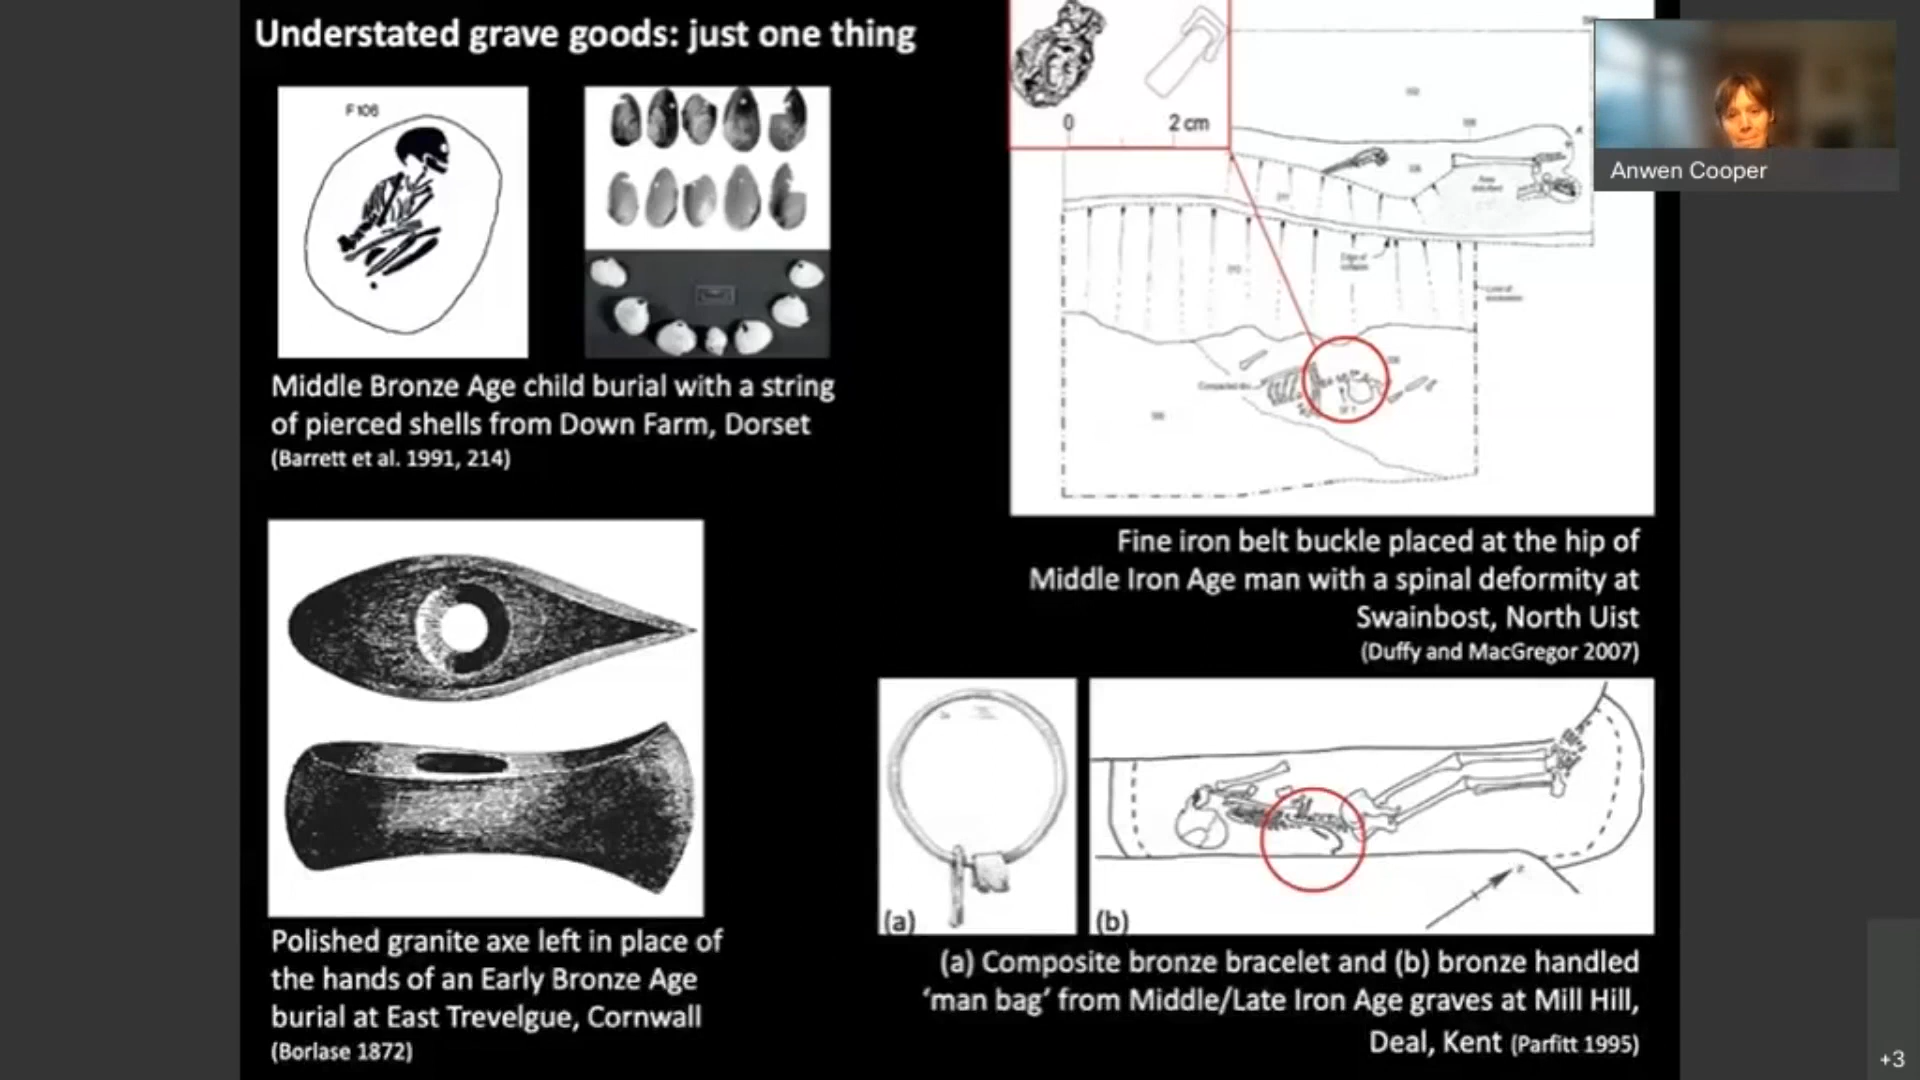 Understated grave goods: just one thing
F 106
Middle Bronze Age child burial with a string
of pierced shells from Down Farm, Dorset
(Barrett et al. 1991, 214)
Polished granite axe left in place of
the hands of an Early Bronze Age
burial at East Trevelgue, Cornwall
(Borlase 1872)
0 2 cm
Fine iron belt buckle placed at the hip of
Middle Iron Age man with a spinal deformity at
Swainbost, North Uist
(Duffy and MacGregor 2007)
(a)
(b)
(a) Composite bronze bracelet and (b) bronze handled
‘man bag’ from Middle/Late Iron Age graves at Mill Hill,
Deal, Kent (Parfitt 1995)
Anwen Cooper
+3